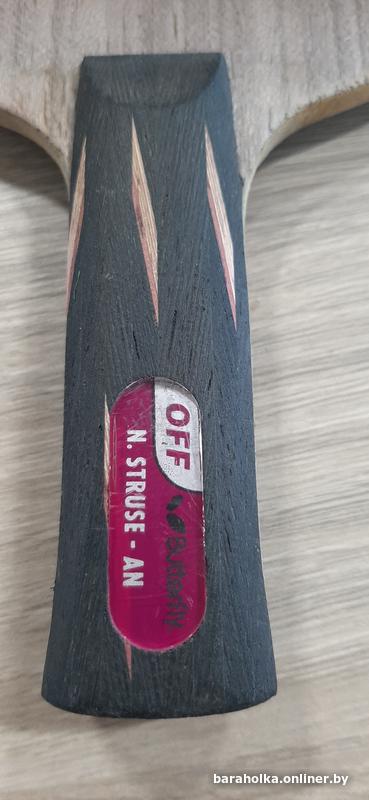 OFF
Butterfly
N. STRUSE - AN
baraholka.onliner.by